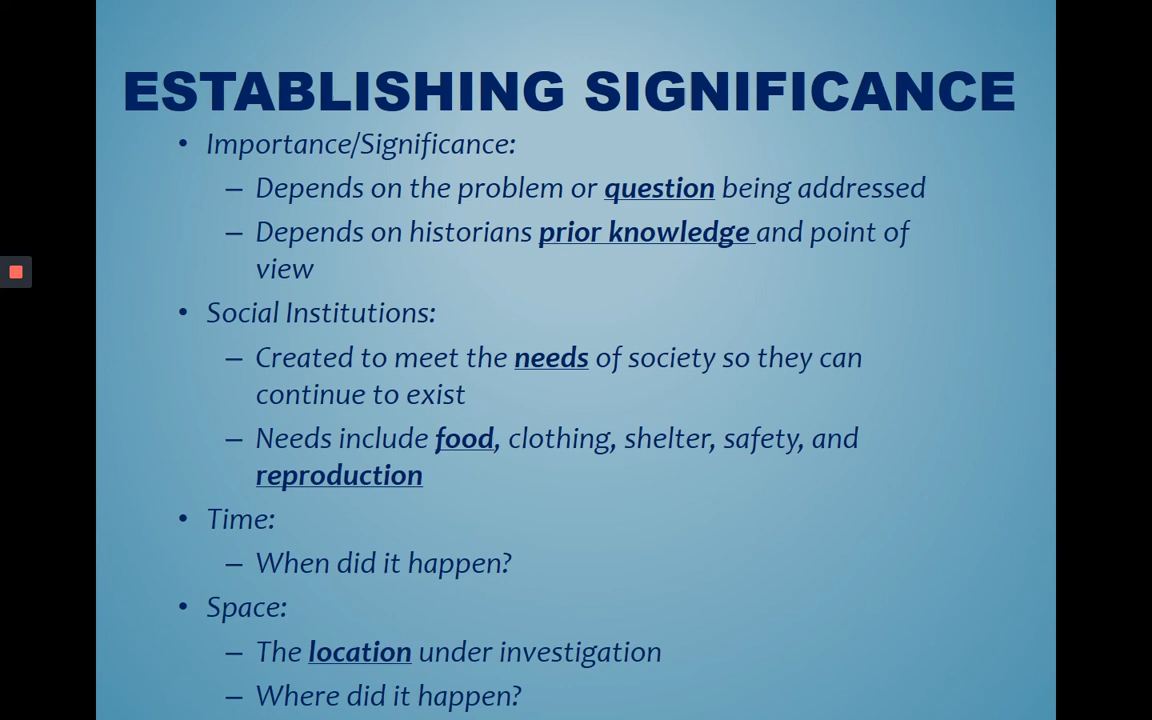 ESTABLISHING SIGNIFICANCE
• Importance/Significance:
– Depends on the problem or question being addressed
– Depends on historians prior knowledge and point of
view
• Social Institutions:
– Created to meet the needs of society so they can
continue to exist
– Needs include food, clothing, shelter, safety, and
reproduction
• Time:
– When did it happen?
• Space:
– The location under investigation
– Where did it happen?